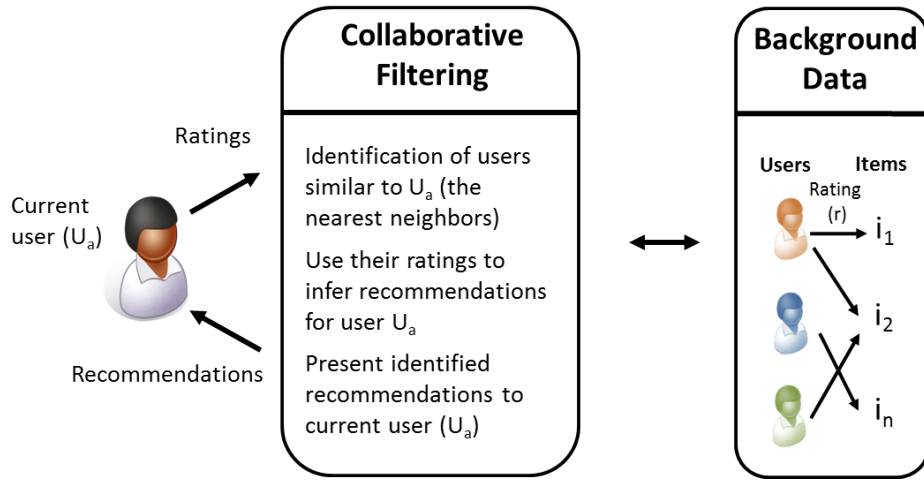 Collaborative
Filtering
Background
Data
Ratings
Current
user (Uₐ)
Recommendations
Identification of users
similar to Uₐ (the
nearest neighbors)
Use their ratings to
infer recommendations
for user Uₐ
Present identified
recommendations to
current user (Uₐ)
Users
Items
Rating
(r)
i₁
i₂
iₙ